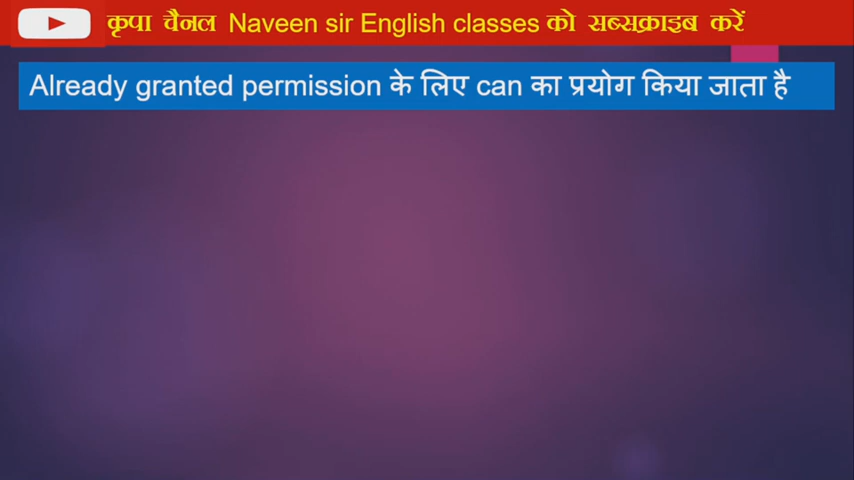 कृपा चैनल Naveen sir English classes को सब्सक्राइब करें
Already granted permission के लिए can का प्रयोग किया जाता है